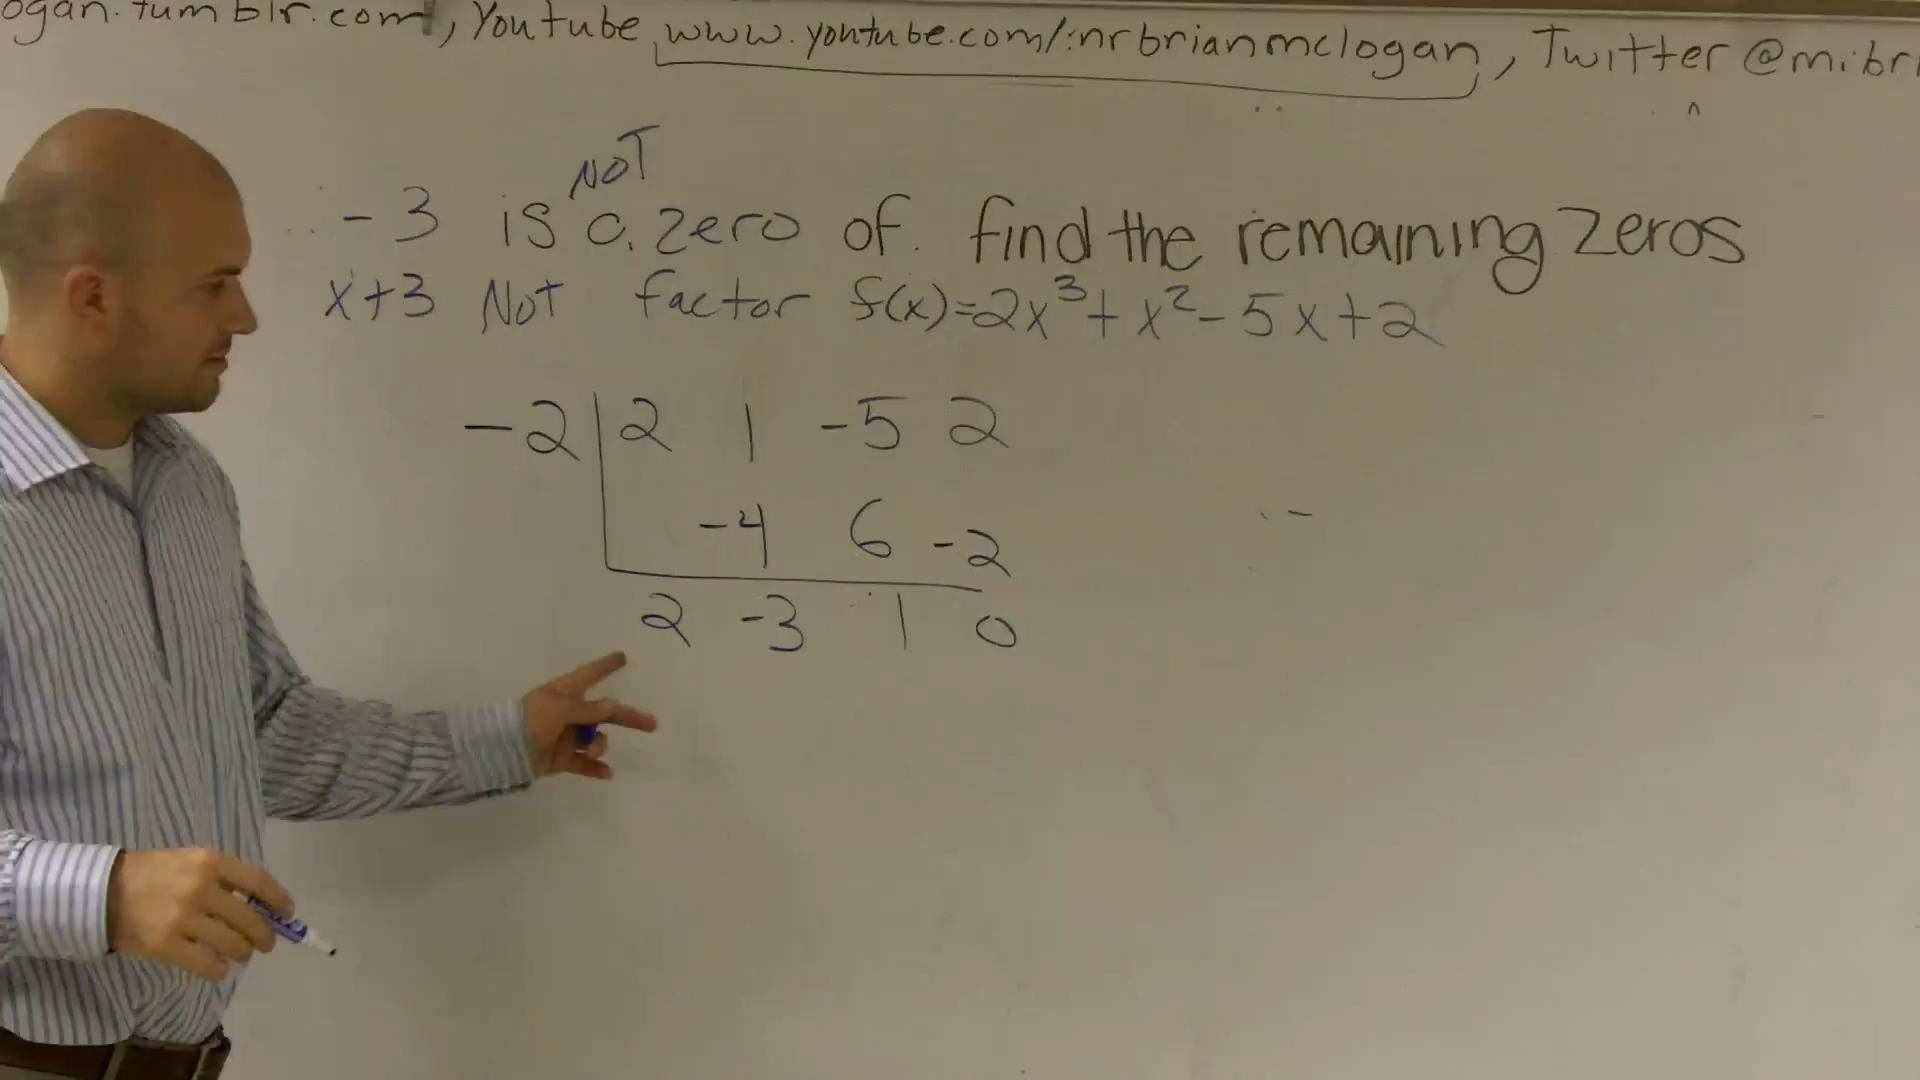 ogan.tumblr.com, Youtube www.youtube.com/mrbrianmclogan, Twitter @mrbri
NOT
-3 is a zero of. find the remaining zeros
x+3 Not factor f(x)=2x³+x²-5x+2
-2| 2 1 -5 2
-4 6 -2
2 -3 1 0